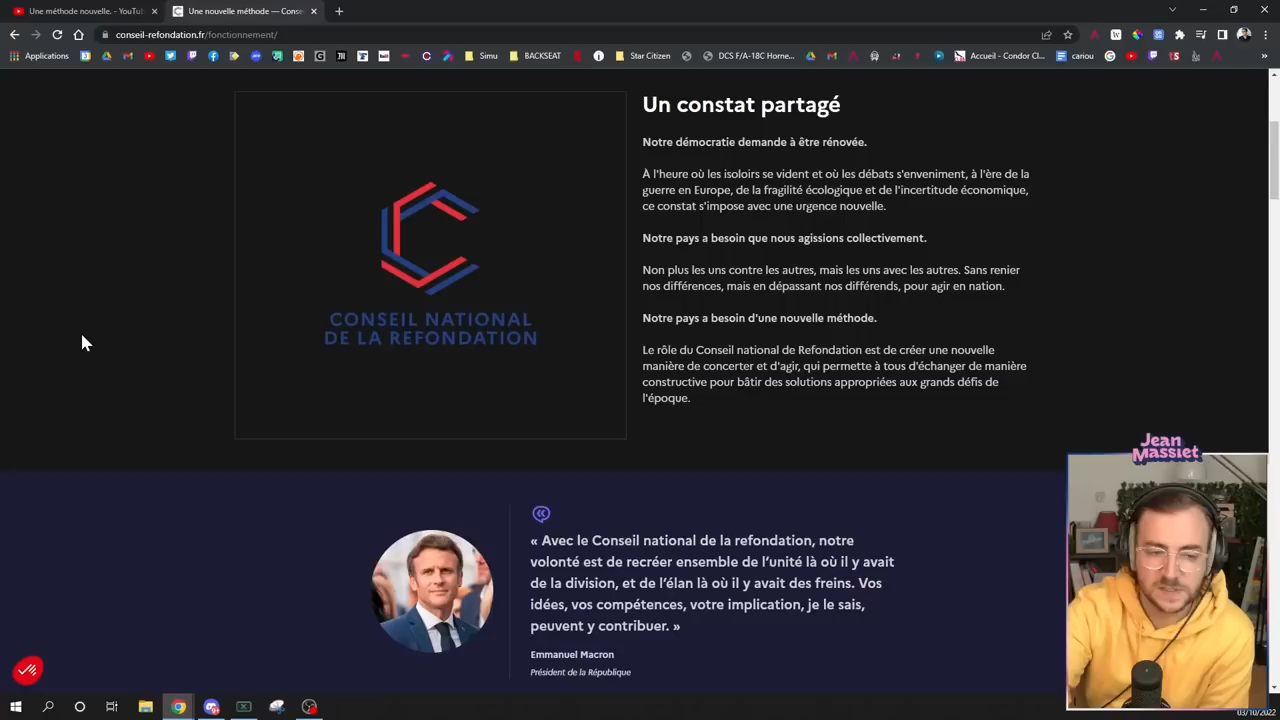 Une méthode nouvelle. - YouTub
Une nouvelle méthode — Conse
conseil-refondation.fr/fonctionnement/
Applications
Simu
BACKSEAT
Star Citizen
DCS F/A-18C Horne...
Accueil - Condor Cl...
cariou
»
Un constat partagé
Notre démocratie demande à être rénovée.
À l'heure où les isoloirs se vident et où les débats s'enveniment, à l'ère de la
guerre en Europe, de la fragilité écologique et de l'incertitude économique,
ce constat s'impose avec une urgence nouvelle.
Notre pays a besoin que nous agissions collectivement.
Non plus les uns contre les autres, mais les uns avec les autres. Sans renier
nos différences, mais en dépassant nos différends, pour agir en nation.
Notre pays a besoin d'une nouvelle méthode.
Le rôle du Conseil national de Refondation est de créer une nouvelle
manière de concerter et d'agir, qui permette à tous d'échanger de manière
constructive pour bâtir des solutions appropriées aux grands défis de
l'époque.
CONSEIL NATIONAL
DE LA REFONDATION
« Avec le Conseil national de la refondation, notre
volonté est de recréer ensemble de l'unité là où il y avait
de la division, et de l'élan là où il y avait des freins. Vos
idées, vos compétences, votre implication, je le sais,
peuvent y contribuer. »
Emmanuel Macron
Président de la République
Jean
Massiet
03/10/2022